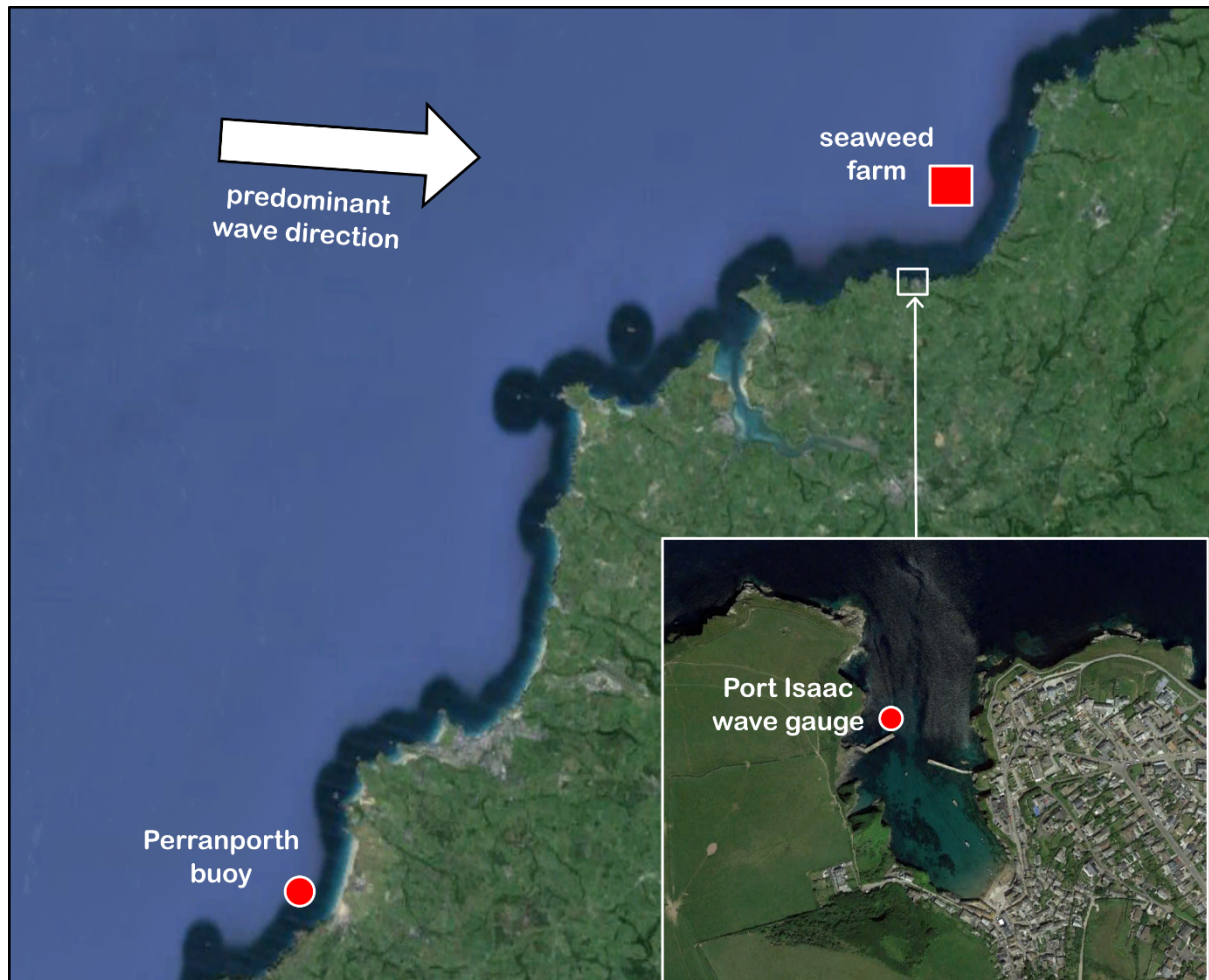 predominant
wave direction
seaweed
farm
Perranporth
buoy
Port Isaac
wave gauge